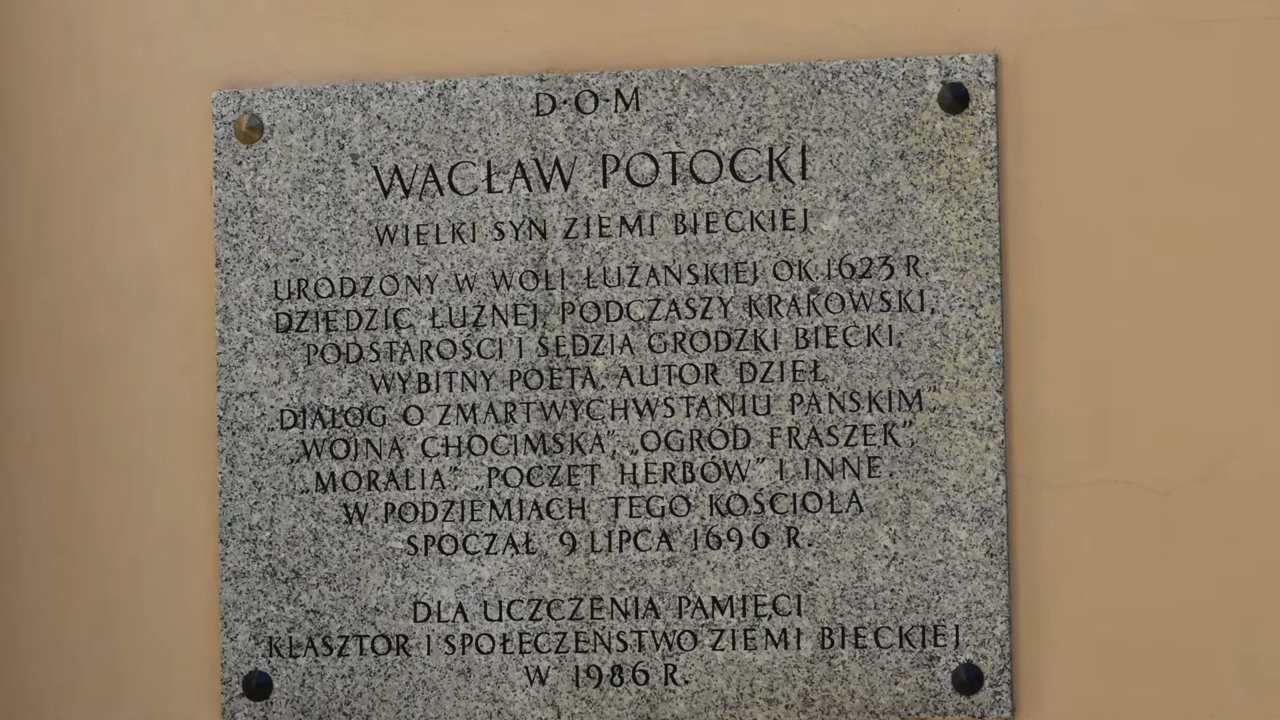 D·O·M
WACŁAW POTOCKI
WIELKI SYN ZIEMI BIECKIEJ
URODZONY W WOLI ŁUŻAŃSKIEJ OK. 1623 R.
DZIEDZIC ŁUŻNEJ, PODCZASZY KRAKOWSKI,
PODSTAROŚCI I SĘDZIA GRODZKI BIECKI,
WYBITNY POETA, AUTOR DZIEŁ
„DIALOG O ZMARTWYCHWSTANIU PAŃSKIM”,
„WOJNA CHOCIMSKA”, „OGRÓD FRASZEK”,
„MORALIA”, „POCZET HERBÓW” I INNE.
W PODZIEMIACH TEGO KOŚCIOŁA
SPOCZĄŁ 9 LIPCA 1696 R.
DLA UCZCZENIA PAMIĘCI
KLASZTOR I SPOŁECZEŃSTWO ZIEMI BIECKIEJ
W 1986 R.